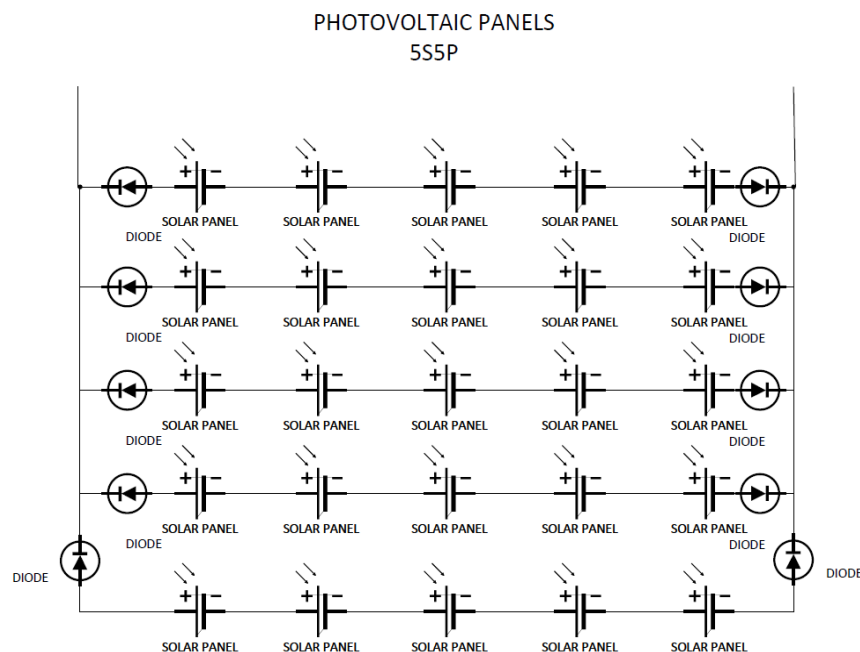 PHOTOVOLTAIC PANELS
5S5P
+ − + − + − + − + −
SOLAR PANEL SOLAR PANEL SOLAR PANEL SOLAR PANEL SOLAR PANEL
DIODE DIODE
+ − + − + − + − + −
SOLAR PANEL SOLAR PANEL SOLAR PANEL SOLAR PANEL SOLAR PANEL
DIODE DIODE
+ − + − + − + − + −
SOLAR PANEL SOLAR PANEL SOLAR PANEL SOLAR PANEL SOLAR PANEL
DIODE DIODE
+ − + − + − + − + −
SOLAR PANEL SOLAR PANEL SOLAR PANEL SOLAR PANEL SOLAR PANEL
DIODE DIODE
DIODE DIODE
+ − + − + − + − + −
SOLAR PANEL SOLAR PANEL SOLAR PANEL SOLAR PANEL SOLAR PANEL